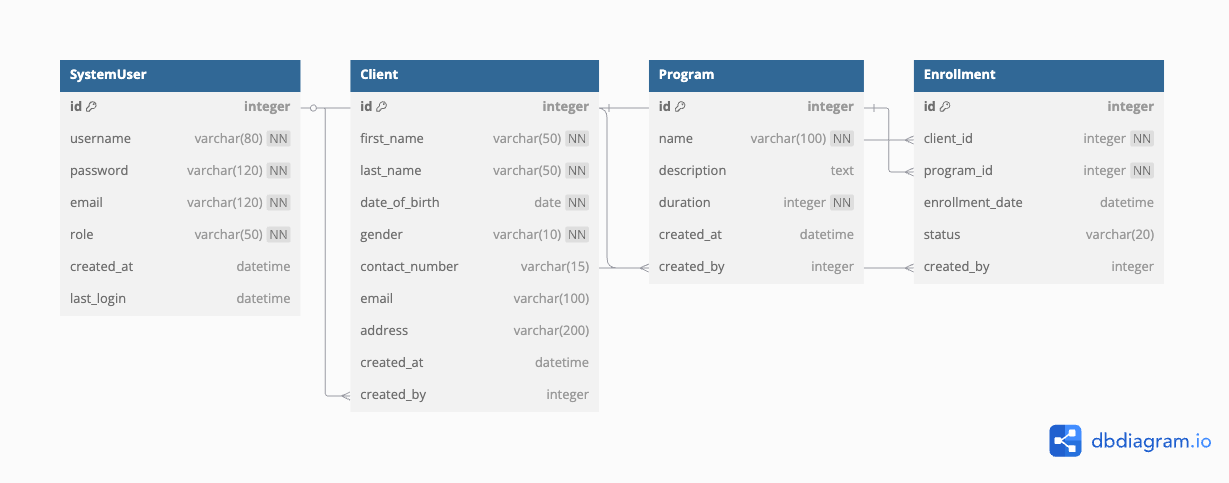 SystemUser
id integer
username varchar(80) NN
password varchar(120) NN
email varchar(120) NN
role varchar(50) NN
created_at datetime
last_login datetime
Client
id integer
first_name varchar(50) NN
last_name varchar(50) NN
date_of_birth date NN
gender varchar(10) NN
contact_number varchar(15)
email varchar(100)
address varchar(200)
created_at datetime
created_by integer
Program
id integer
name varchar(100) NN
description text
duration integer NN
created_at datetime
created_by integer
Enrollment
id integer
client_id integer NN
program_id integer NN
enrollment_date datetime
status varchar(20)
created_by integer
dbdiagram.io